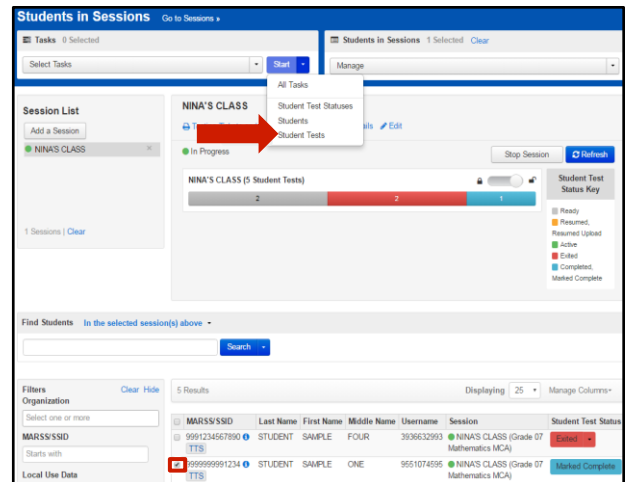 Students in Sessions Go to Sessions »
Tasks 0 Selected
Students in Sessions 1 Selected Clear
Select Tasks
Start
Manage
All Tasks
Student Test Statuses
Students
Student Tests
Session List
Add a Session
NINA'S CLASS ×
1 Sessions | Clear
NINA'S CLASS
Edit
In Progress
Stop Session
Refresh
NINA'S CLASS (5 Student Tests)
2 2 1
Student Test Status Key
Ready
Resumed, Resumed Upload
Active
Exited
Completed, Marked Complete
Find Students In the selected session(s) above
Search
Filters Clear Hide
Organization
Select one or more
MARSS/SSID
Starts with
Local Use Data
5 Results
Displaying 25 Manage Columns
MARSS/SSID Last Name First Name Middle Name Username Session Student Test Status
9991234567890 STUDENT SAMPLE FOUR 3936632993 NINA'S CLASS (Grade 07 Mathematics MCA) Exited
TTS
9999999991234 STUDENT SAMPLE ONE 9551074595 NINA'S CLASS (Grade 07 Mathematics MCA) Marked Complete
TTS